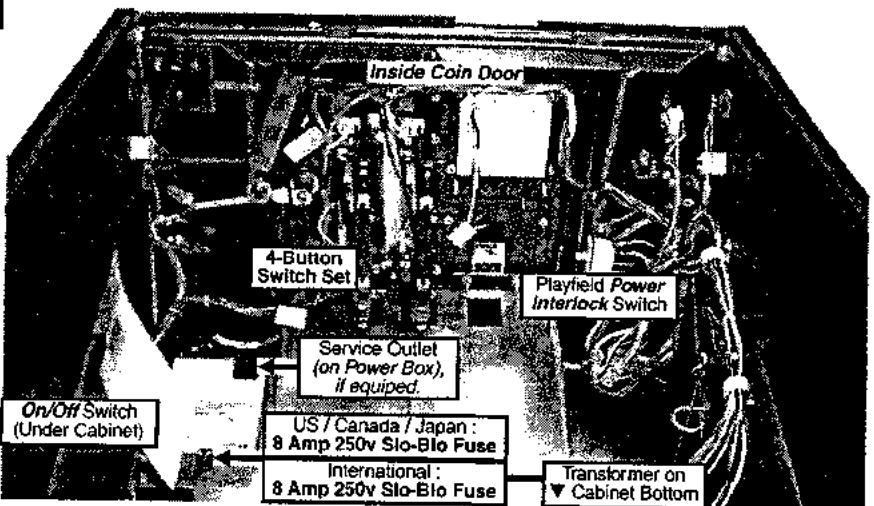 Inside Coin Door
4-Button
Switch Set
Playfield Power
Interlock Switch
Service Outlet
(on Power Box),
if equiped.
On/Off Switch
(Under Cabinet)
US / Canada / Japan :
8 Amp 250v Slo-Blo Fuse
International :
8 Amp 250v Slo-Blo Fuse
Transformer on
▼ Cabinet Bottom